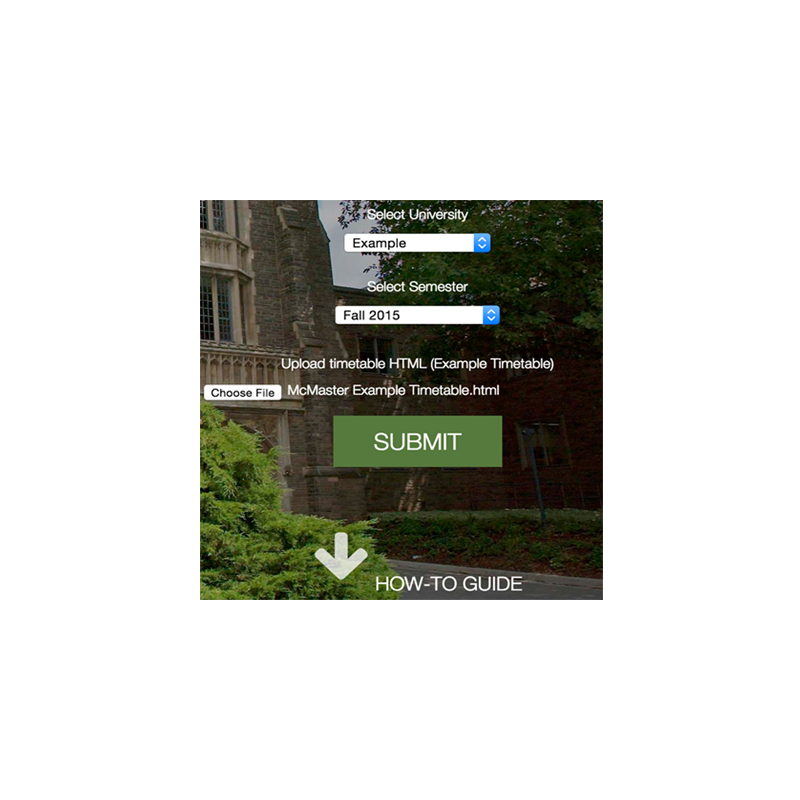 Select University
Example
Select Semester
Fall 2015
Upload timetable HTML (Example Timetable)
Choose File McMaster Example Timetable.html
SUBMIT
HOW-TO GUIDE